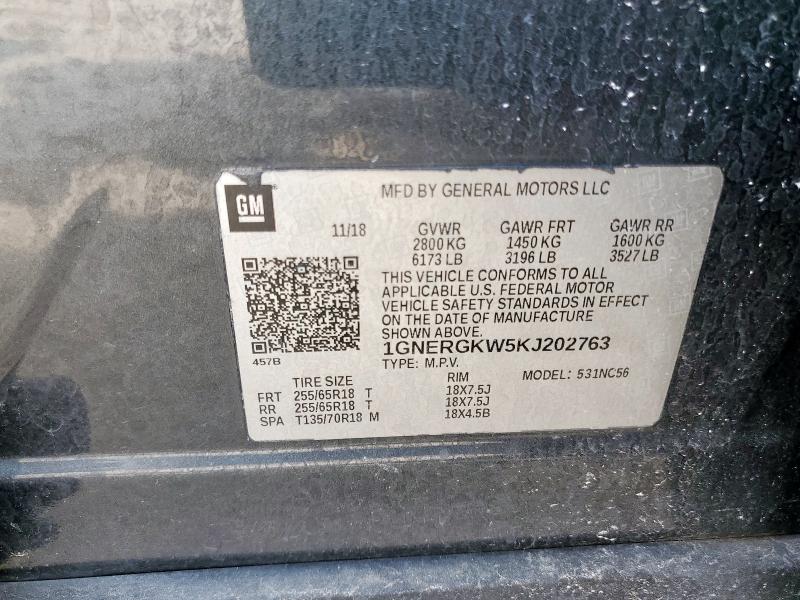 GM
MFD BY GENERAL MOTORS LLC
11/18 GVWR GAWR FRT GAWR RR
2800 KG 1450 KG 1600 KG
6173 LB 3196 LB 3527 LB
THIS VEHICLE CONFORMS TO ALL
APPLICABLE U.S. FEDERAL MOTOR
VEHICLE SAFETY STANDARDS IN EFFECT
ON THE DATE OF MANUFACTURE
SHOWN ABOVE.
1GNERGKW5KJ202763
457B
TYPE: M.P.V. MODEL: 531NC56
TIRE SIZE RIM
FRT 255/65R18 T 18X7.5J
RR 255/65R18 T 18X7.5J
SPA T135/70R18 M 18X4.5B